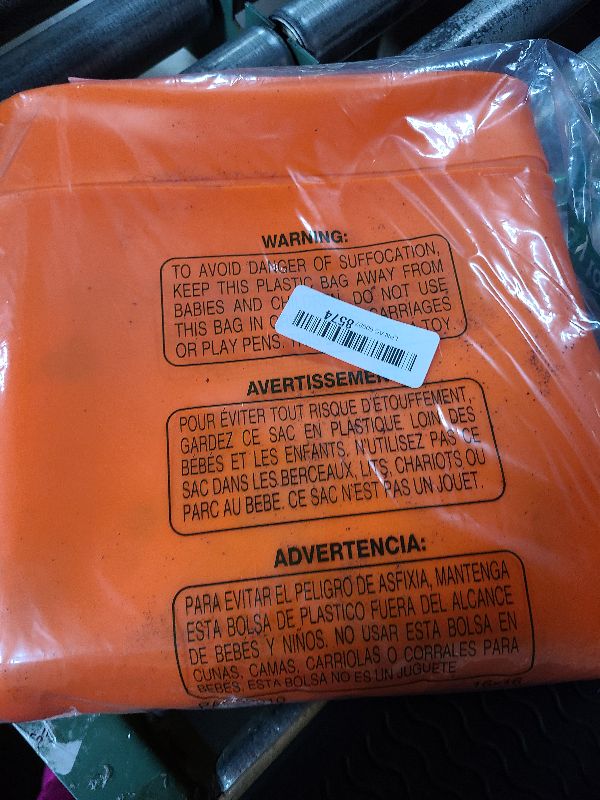 WARNING:
TO AVOID DANGER OF SUFFOCATION,
KEEP THIS PLASTIC BAG AWAY FROM
BABIES AND DO NOT USE
THIS BAG IN CARRIAGES
OR PLAY PENS. TOY.
8574
AVERTISSEME
POUR ÉVITER TOUT RISQUE D'ÉTOUFFEMENT,
GARDEZ CE SAC EN PLASTIQUE LOIN DES
BÉBÉS ET LES ENFANTS. N'UTILISEZ PAS CE
SAC DANS LES BERCEAUX, LITS, CHARIOTS OU
PARC AU BEBE. CE SAC N'EST PAS UN JOUET.
ADVERTENCIA:
PARA EVITAR EL PELIGRO DE ASFIXIA, MANTENGA
ESTA BOLSA DE PLASTICO FUERA DEL ALCANCE
DE BEBES Y NIÑOS. NO USAR ESTA BOLSA EN
CUNAS, CAMAS, CARRIOLAS O CORRALES PARA
BEBÉS. ESTA BOLSA NO ES UN JUGUETE